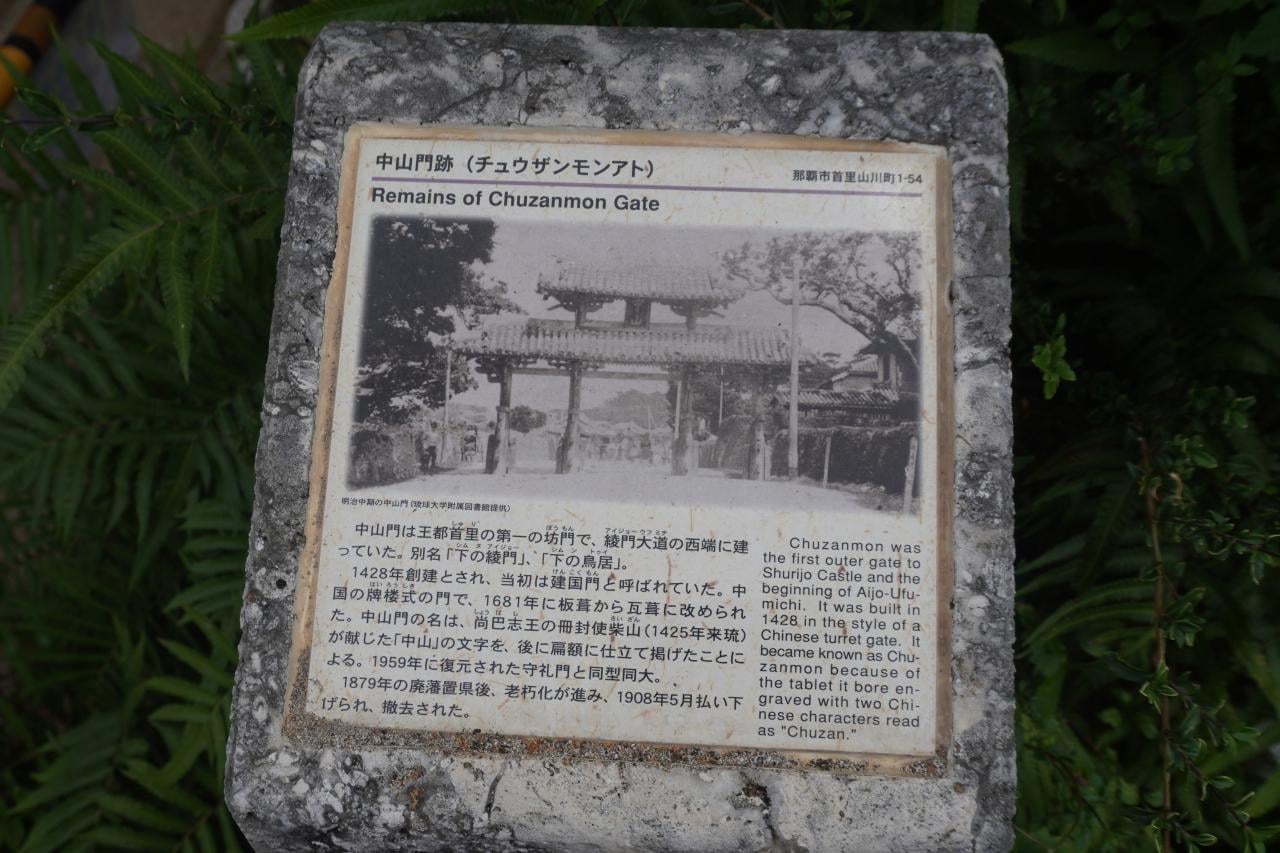 中山門跡（チュウザンモンアト）
那覇市首里山川町1-54
Remains of Chuzanmon Gate
明治中期の中山門（琉球大学附属図書館提供）
中山門は王都首里の第一の坊門で、綾門大道の西端に建
っていた。別名「下の綾門」、「下の鳥居」。
1428年創建とされ、当初は建国門と呼ばれていた。中
国の牌楼式の門で、1681年に板葺から瓦葺に改められ
た。中山門の名は、尚巴志王の冊封使柴山（1425年来琉）
が献じた「中山」の文字を、後に扁額に仕立て掲げたことに
よる。1959年に復元された守礼門と同型同大。
1879年の廃藩置県後、老朽化が進み、1908年5月払い下
げられ、撤去された。
Chuzanmon was
the first outer gate to
Shurijo Castle and the
beginning of Aijo-Ufu-
michi. It was built in
1428 in the style of a
Chinese turret gate. It
became known as Chu-
zanmon because of
the tablet it bore en-
graved with two Chi-
nese characters read
as "Chuzan."